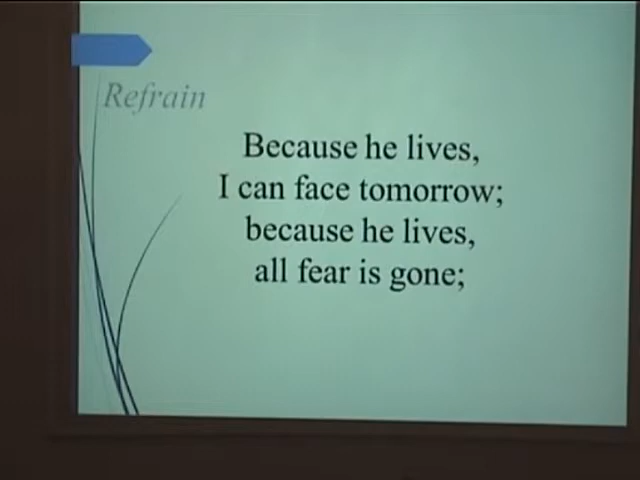 Refrain
Because he lives,
I can face tomorrow;
because he lives,
all fear is gone;